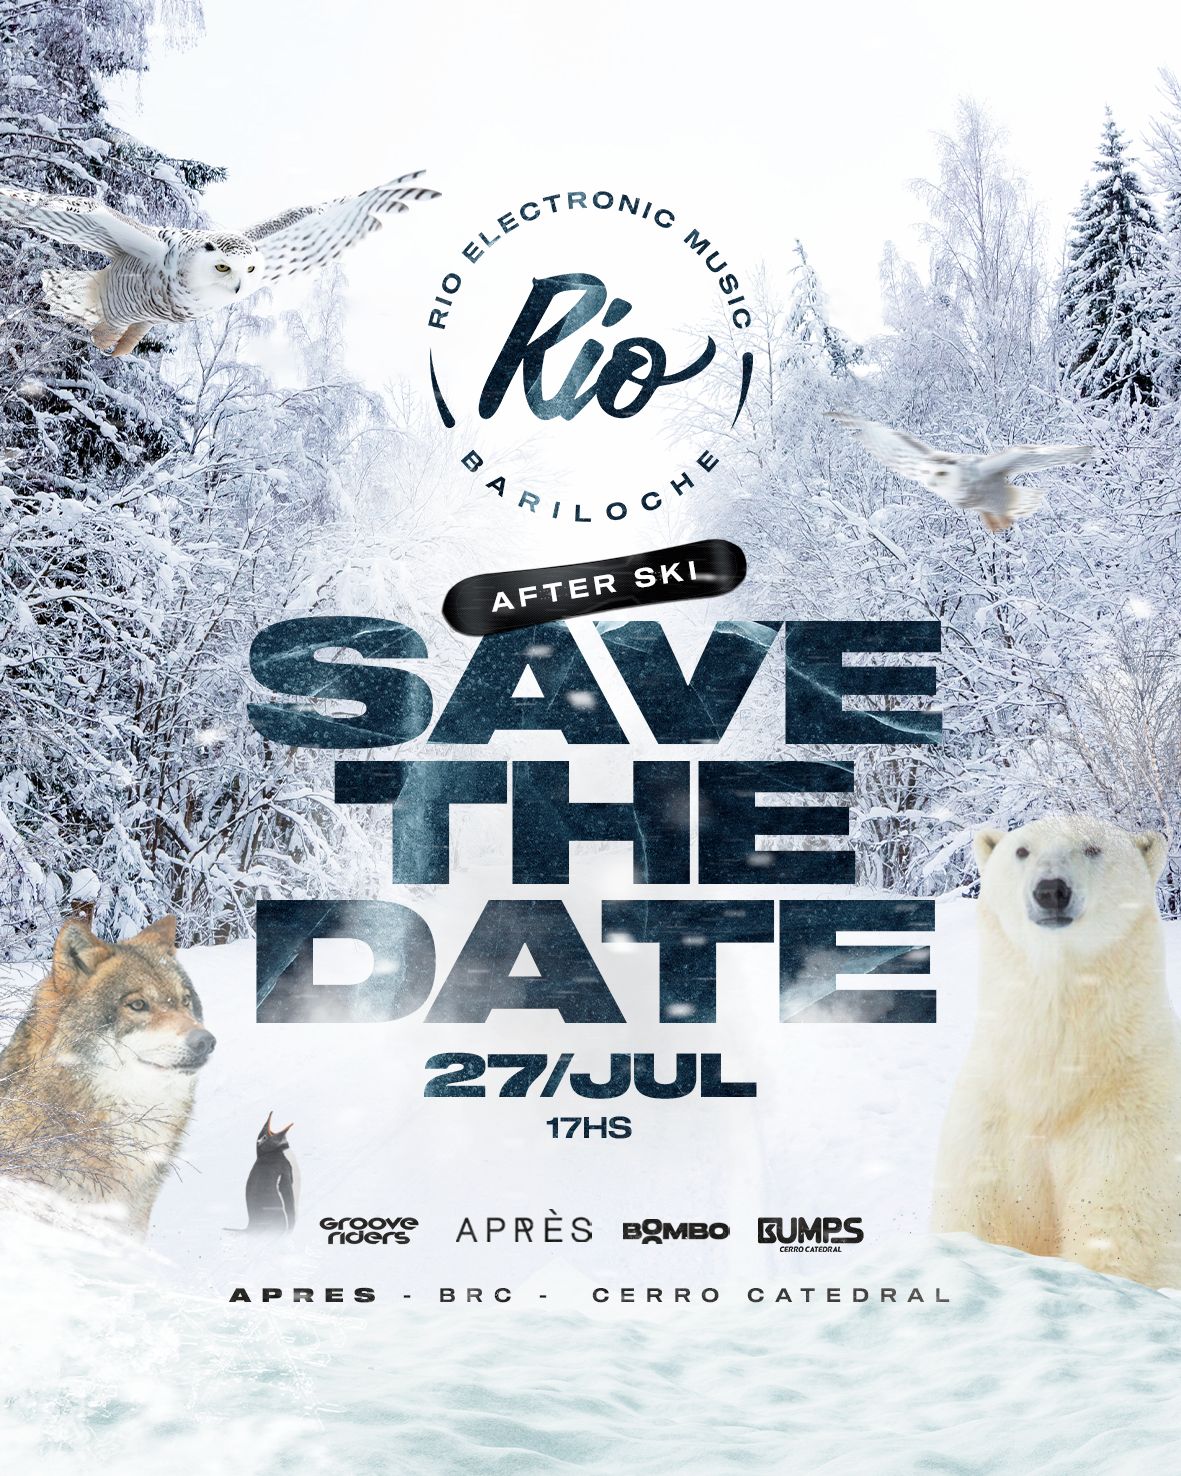 RIO ELECTRONIC MUSIC
Rio
BARILOCHE
AFTER SKI
SAVE
THE
DATE
27/JUL
17HS
GROOVE
riders
APRÈS
BOMBO
BUMPS
CERRO CATEDRAL
APRES - BRC - CERRO CATEDRAL